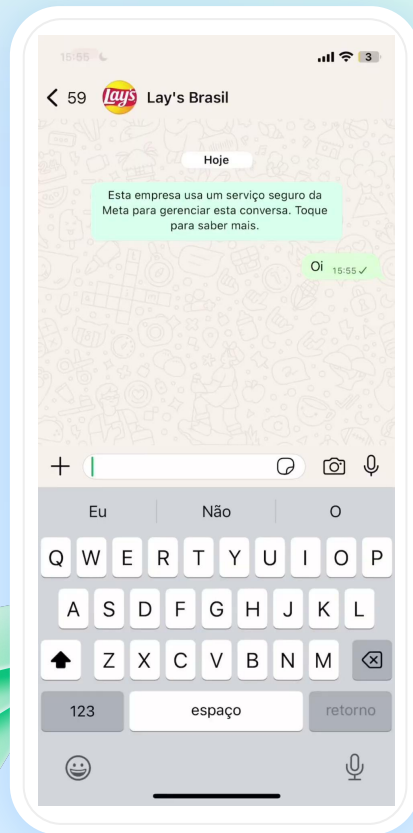 15:55
3
59
Lay's
Lay's Brasil
Hoje
Esta empresa usa um serviço seguro da
Meta para gerenciar esta conversa. Toque
para saber mais.
Oi 15:55
Eu Não O
Q W E R T Y U I O P
A S D F G H J K L
Z X C V B N M
123 espaço retorno